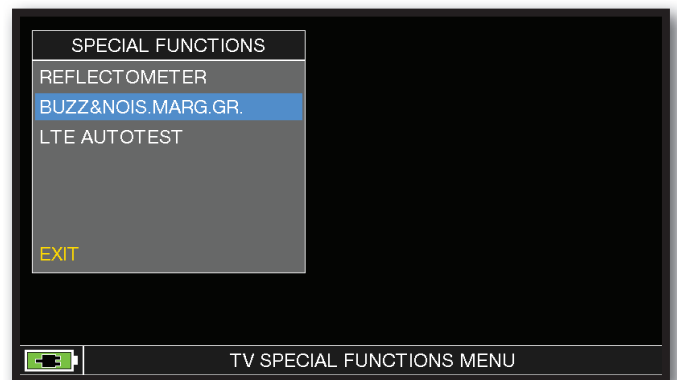 SPECIAL FUNCTIONS
REFLECTOMETER
BUZZ&NOIS.MARG.GR.
LTE AUTOTEST
EXIT
TV SPECIAL FUNCTIONS MENU